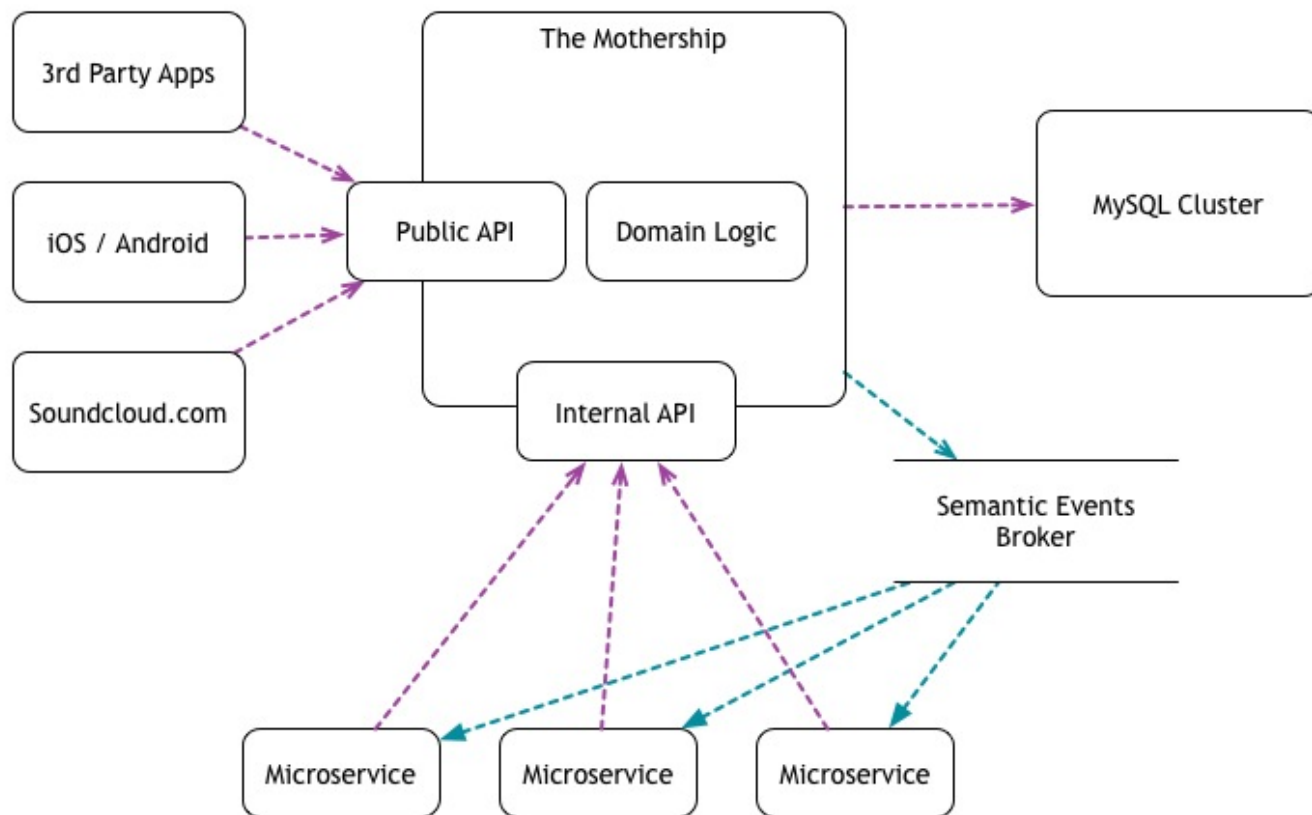 The Mothership
3rd Party Apps
MySQL Cluster
iOS / Android
Public API
Domain Logic
Soundcloud.com
Internal API
Semantic Events
Broker
Microservice
Microservice
Microservice